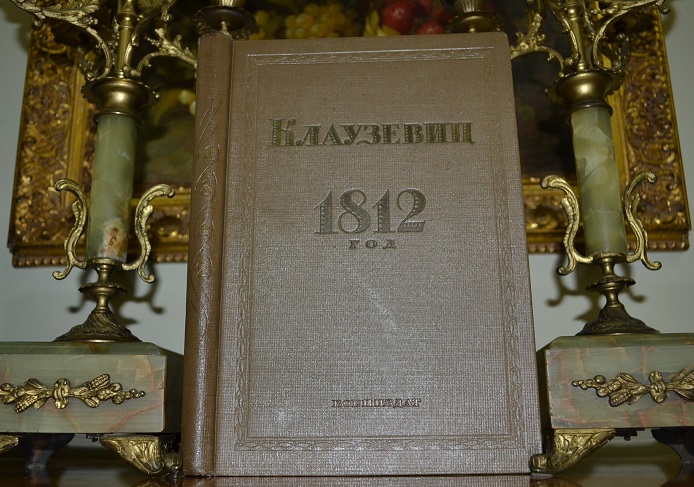 Клаузевиц
1812
год
Воениздат